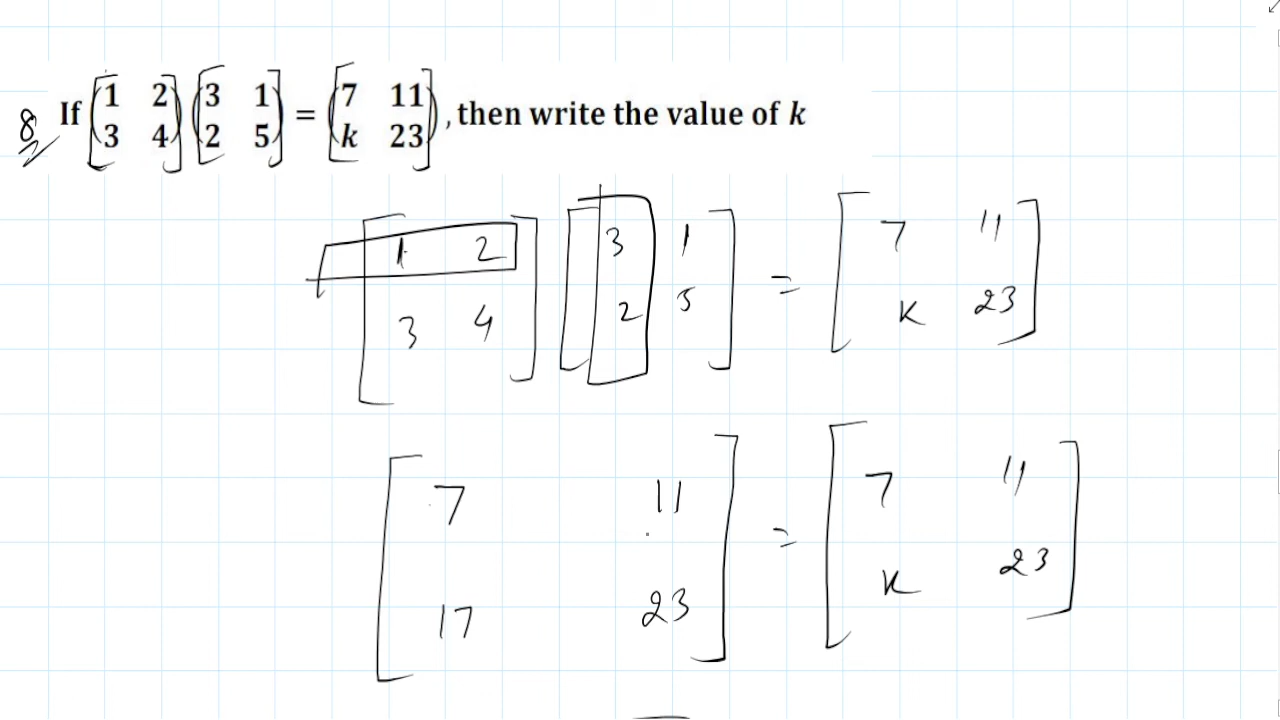 8 If (1 2 3 4) (3 1 2 5) = (7 11 k 23), then write the value of k
[1 2] [3 1] = [7 11]
[3 4] [2 5] [k 23]
[7 11] = [7 11]
[17 23] [k 23]